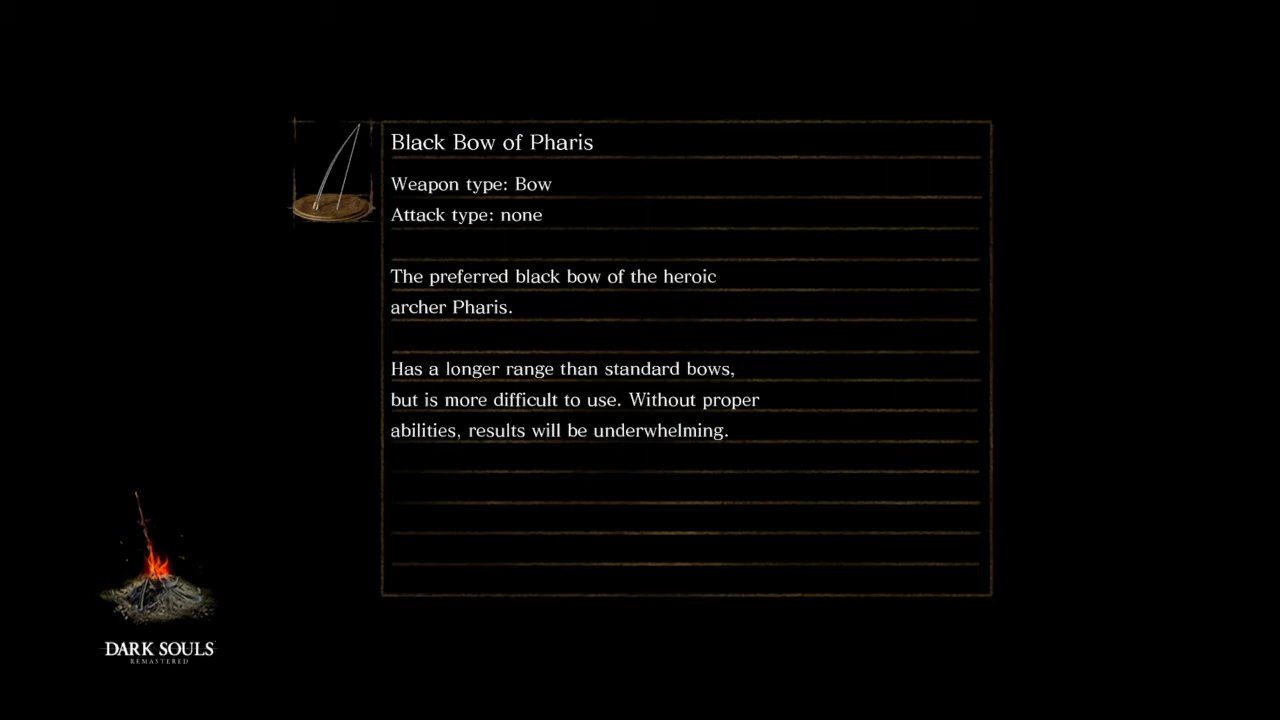 Black Bow of Pharis
Weapon type: Bow
Attack type: none
The preferred black bow of the heroic
archer Pharis.
Has a longer range than standard bows,
but is more difficult to use. Without proper
abilities, results will be underwhelming.
DARK SOULS
REMASTERED